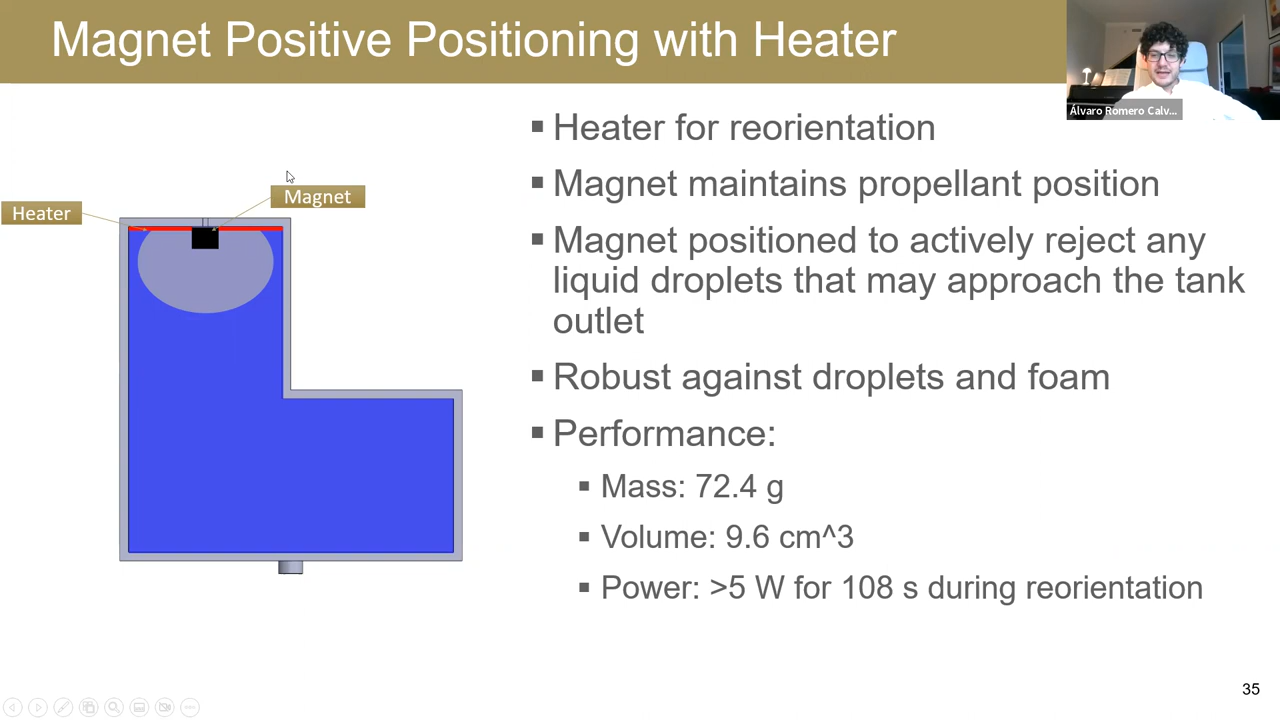 Magnet Positive Positioning with Heater
Álvaro Romero Calv...
Heater
Magnet
▪ Heater for reorientation
▪ Magnet maintains propellant position
▪ Magnet positioned to actively reject any
liquid droplets that may approach the tank
outlet
▪ Robust against droplets and foam
▪ Performance:
▪ Mass: 72.4 g
▪ Volume: 9.6 cm^3
▪ Power: >5 W for 108 s during reorientation
35